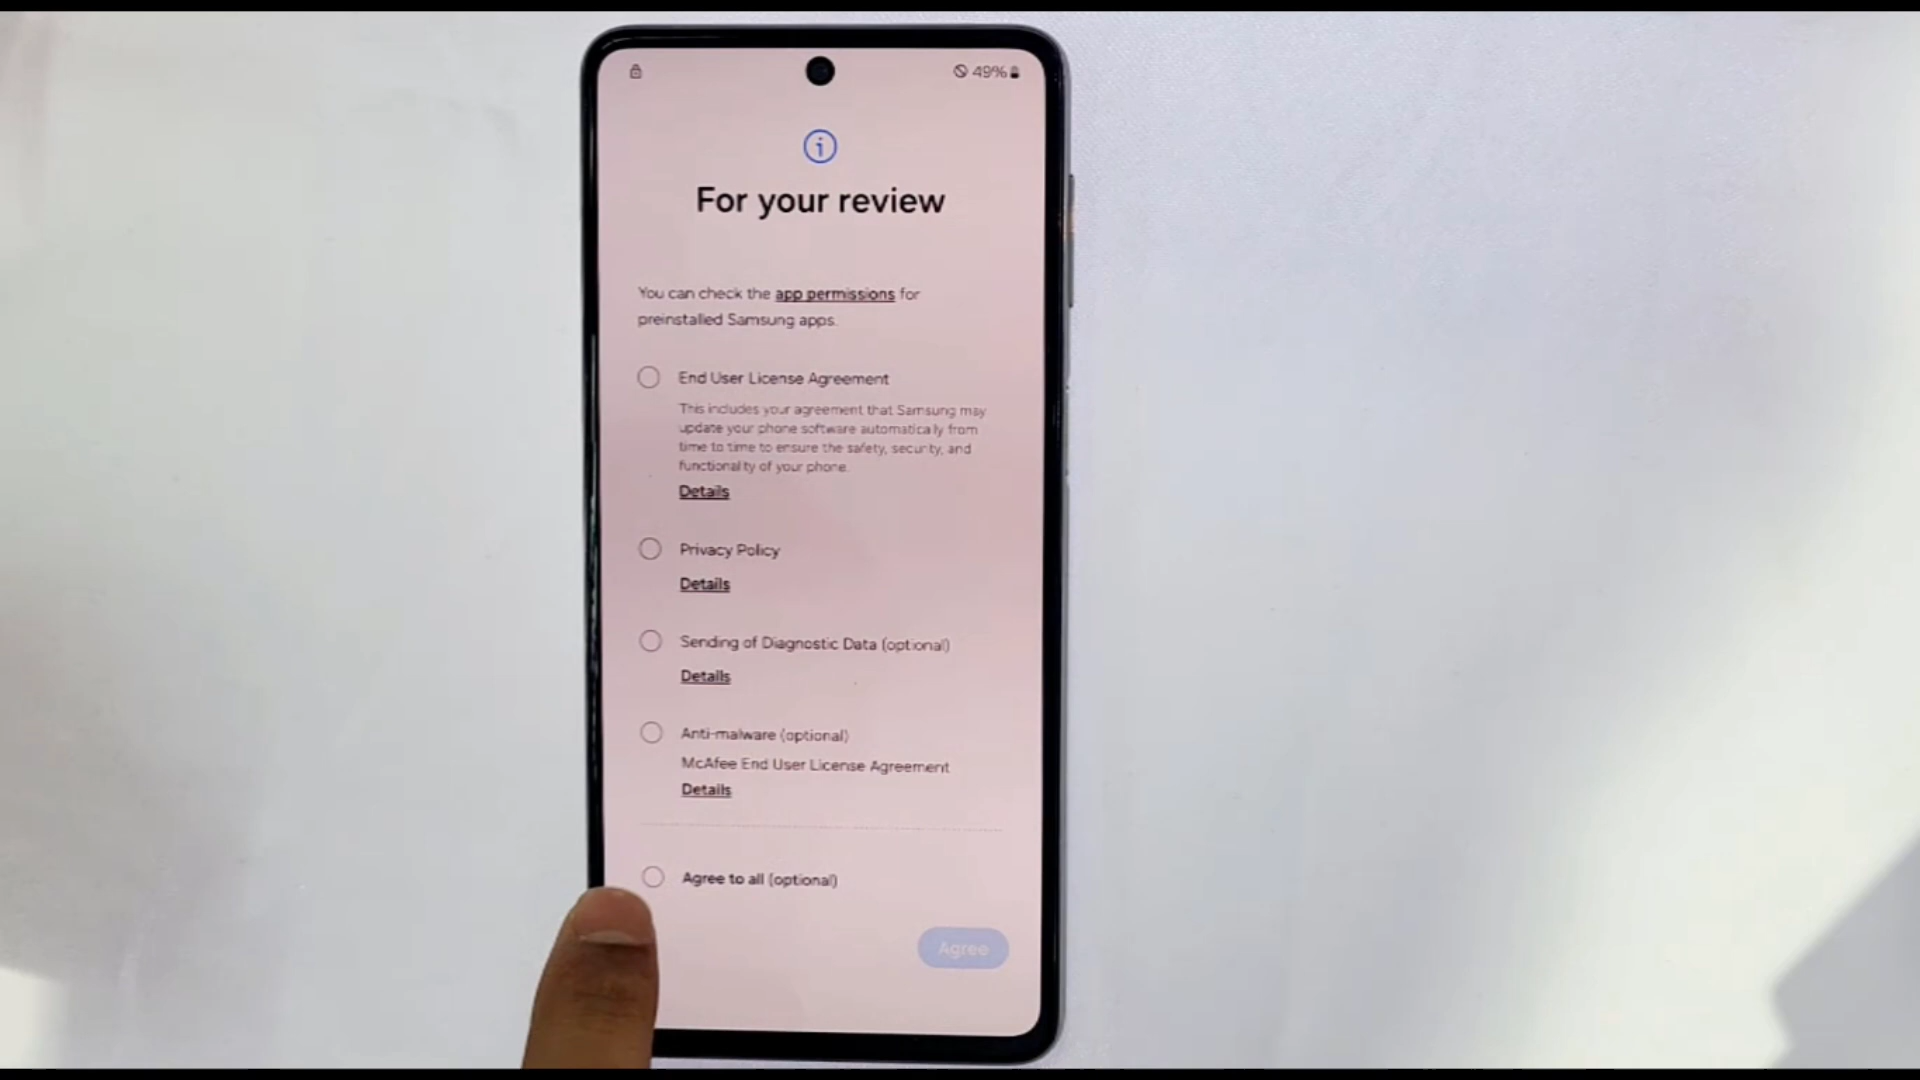 49%
For your review
You can check the app permissions for
preinstalled Samsung apps.
End User License Agreement
This includes your agreement that Samsung may
update your phone software automatically from
time to time to ensure the safety, security, and
functionality of your phone.
Details
Privacy Policy
Details
Sending of Diagnostic Data (optional)
Details
Anti-malware (optional)
McAfee End User License Agreement
Details
Agree to all (optional)
Agree